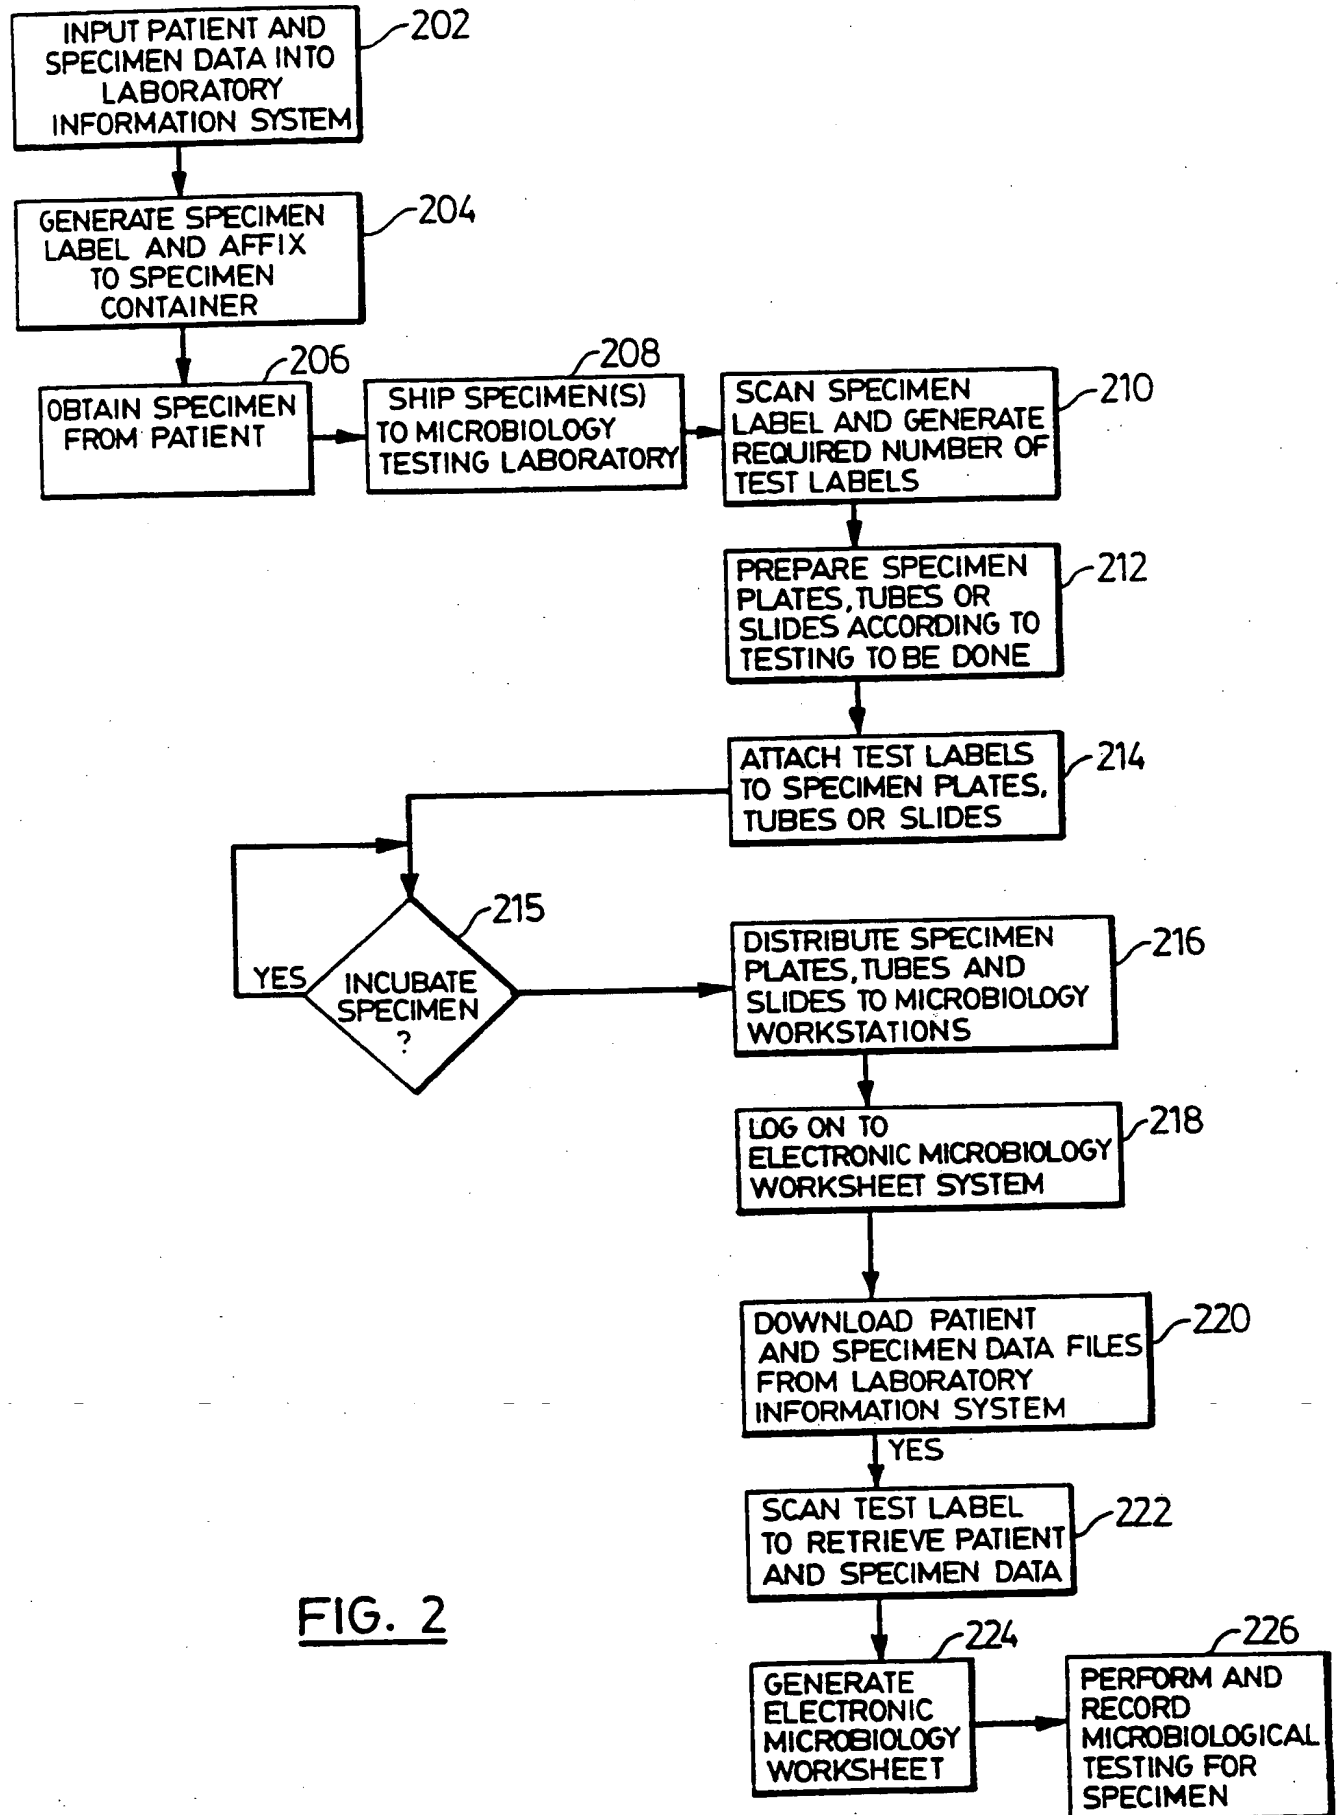 INPUT PATIENT AND
SPECIMEN DATA INTO
LABORATORY
INFORMATION SYSTEM
202
GENERATE SPECIMEN
LABEL AND AFFIX
TO SPECIMEN
CONTAINER
204
OBTAIN SPECIMEN
FROM PATIENT
206
SHIP SPECIMEN(S)
TO MICROBIOLOGY
TESTING LABORATORY
208
SCAN SPECIMEN
LABEL AND GENERATE
REQUIRED NUMBER OF
TEST LABELS
210
PREPARE SPECIMEN
PLATES, TUBES OR
SLIDES ACCORDING TO
TESTING TO BE DONE
212
ATTACH TEST LABELS
TO SPECIMEN PLATES,
TUBES OR SLIDES
214
215
YES
INCUBATE
SPECIMEN
?
DISTRIBUTE SPECIMEN
PLATES, TUBES AND
SLIDES TO MICROBIOLOGY
WORKSTATIONS
216
LOG ON TO
ELECTRONIC MICROBIOLOGY
WORKSHEET SYSTEM
218
DOWNLOAD PATIENT
AND SPECIMEN DATA FILES
FROM LABORATORY
INFORMATION SYSTEM
220
YES
SCAN TEST LABEL
TO RETRIEVE PATIENT
AND SPECIMEN DATA
222
GENERATE
ELECTRONIC
MICROBIOLOGY
WORKSHEET
224
PERFORM AND
RECORD
MICROBIOLOGICAL
TESTING FOR
SPECIMEN
226
FIG. 2